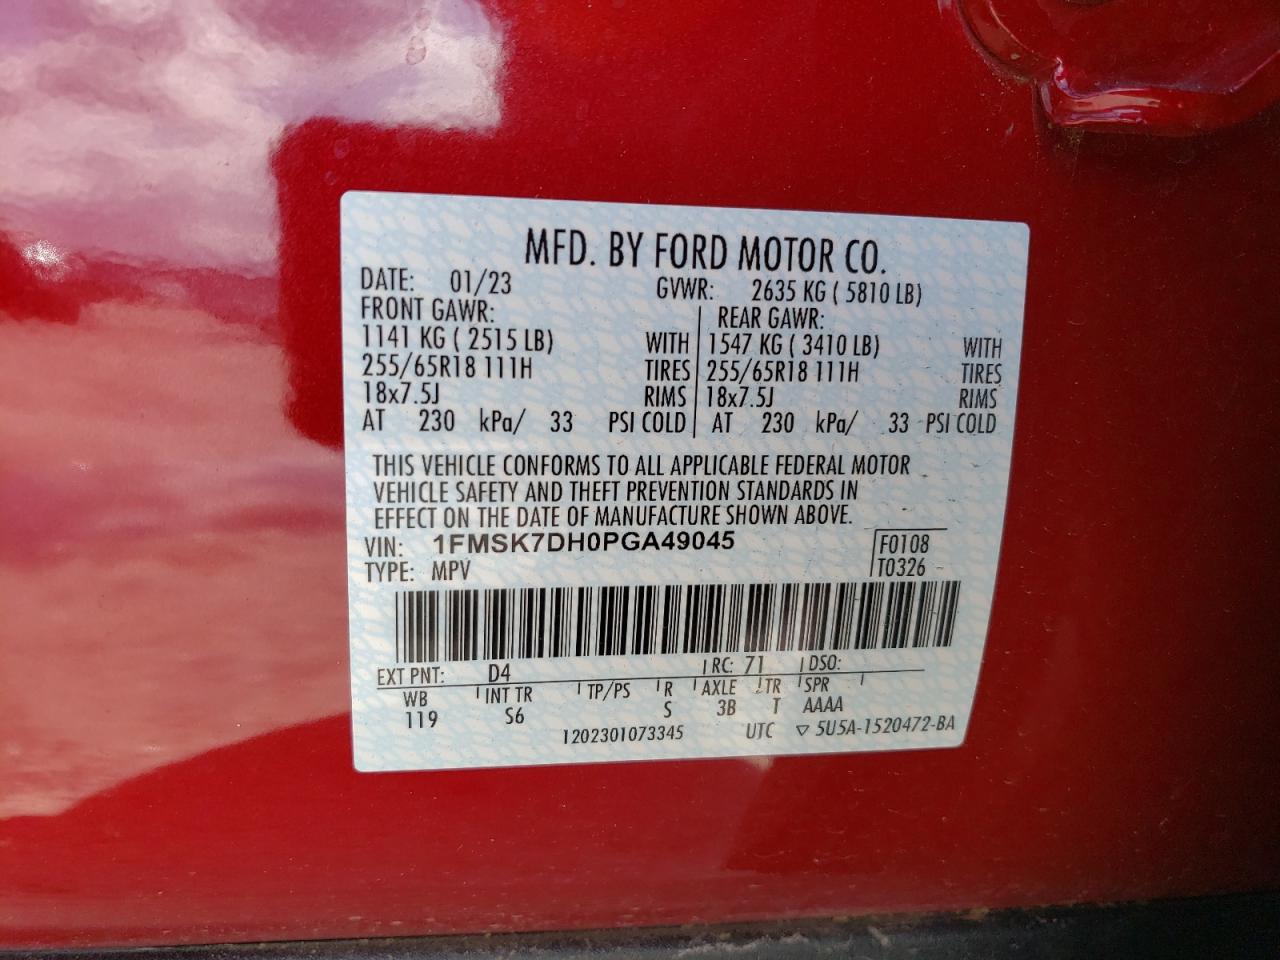 MFD. BY FORD MOTOR CO.
DATE: 01/23 GVWR: 2635 KG ( 5810 LB)
FRONT GAWR: REAR GAWR:
1141 KG ( 2515 LB) WITH 1547 KG ( 3410 LB) WITH
255/65R18 111H TIRES 255/65R18 111H TIRES
18x7.5J RIMS 18x7.5J RIMS
AT 230 kPa/ 33 PSI COLD AT 230 kPa/ 33 PSI COLD
THIS VEHICLE CONFORMS TO ALL APPLICABLE FEDERAL MOTOR
VEHICLE SAFETY AND THEFT PREVENTION STANDARDS IN
EFFECT ON THE DATE OF MANUFACTURE SHOWN ABOVE.
VIN: 1FMSK7DH0PGA49045 F0108
TYPE: MPV T0326
EXT PNT: D4 RC: 71 DSO:
WB INT TR TP/PS R AXLE TR SPR
119 S6 S 3B T AAAA
1202301073345 UTC ▽ 5U5A-1520472-BA